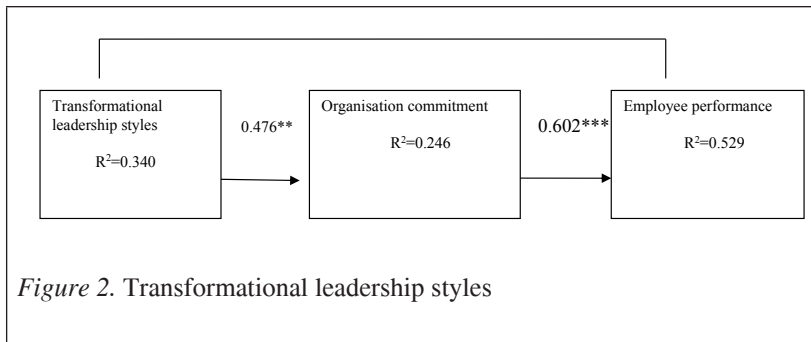 Transformational
leadership styles
R²=0.340
0.476**
Organisation commitment
R²=0.246
0.602***
Employee performance
R²=0.529
Figure 2. Transformational leadership styles